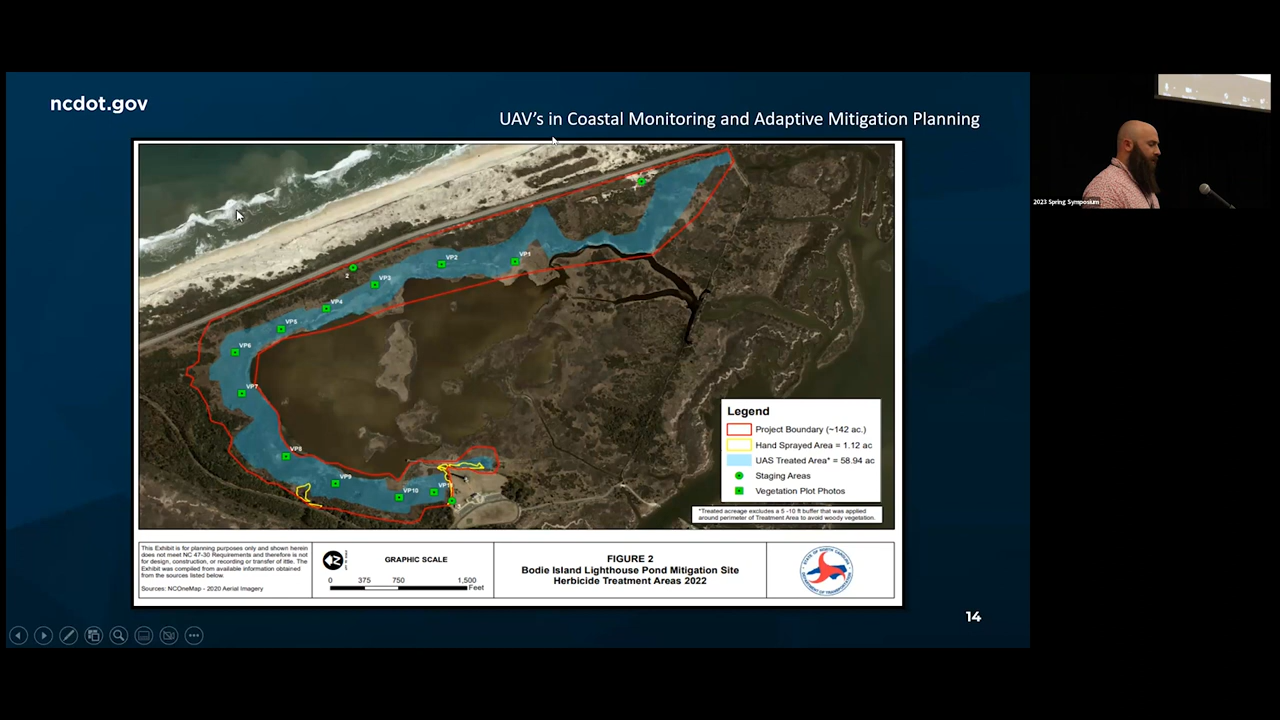 ncdot.gov
UAV's in Coastal Monitoring and Adaptive Mitigation Planning
2023 Spring Symposium
VP1
VP2
2
VP3
VP4
VP5
VP6
VP7
VP8
VP9
VP10
Legend
Project Boundary (~142 ac.)
Hand Sprayed Area = 1.12 ac
UAS Treated Area* = 58.94 ac
Staging Areas
Vegetation Plot Photos
*Treated acreage excludes a 5 -10 ft buffer that was applied
around perimeter of Treatment Area to avoid woody vegetation.
This Exhibit is for planning purposes only and shown herein
does not meet NC 47-30 Requirements and therefore is not
for design, construction, or recording or transfer of title. The
Exhibit was compiled from available information obtained
from the sources listed below.
Sources: NCOneMap - 2020 Aerial Imagery
GRAPHIC SCALE
0 375 750 1,500
Feet
FIGURE 2
Bodie Island Lighthouse Pond Mitigation Site
Herbicide Treatment Areas 2022
14